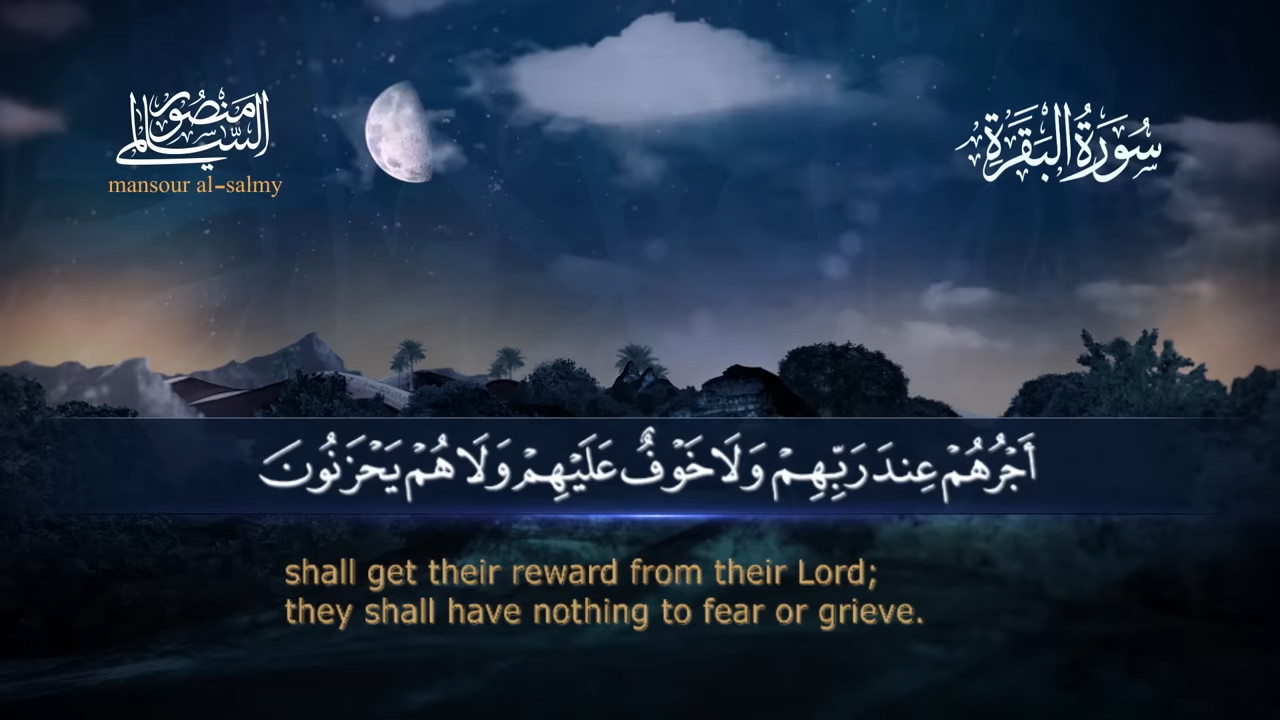 منصور السالمي
mansour al-salmy
سُورَةُ البَقَرَةِ
أَجْرُهُمْ عِندَ رَبِّهِمْ وَلَا خَوْفٌ عَلَيْهِمْ وَلَا هُمْ يَحْزَنُونَ
shall get their reward from their Lord;
they shall have nothing to fear or grieve.